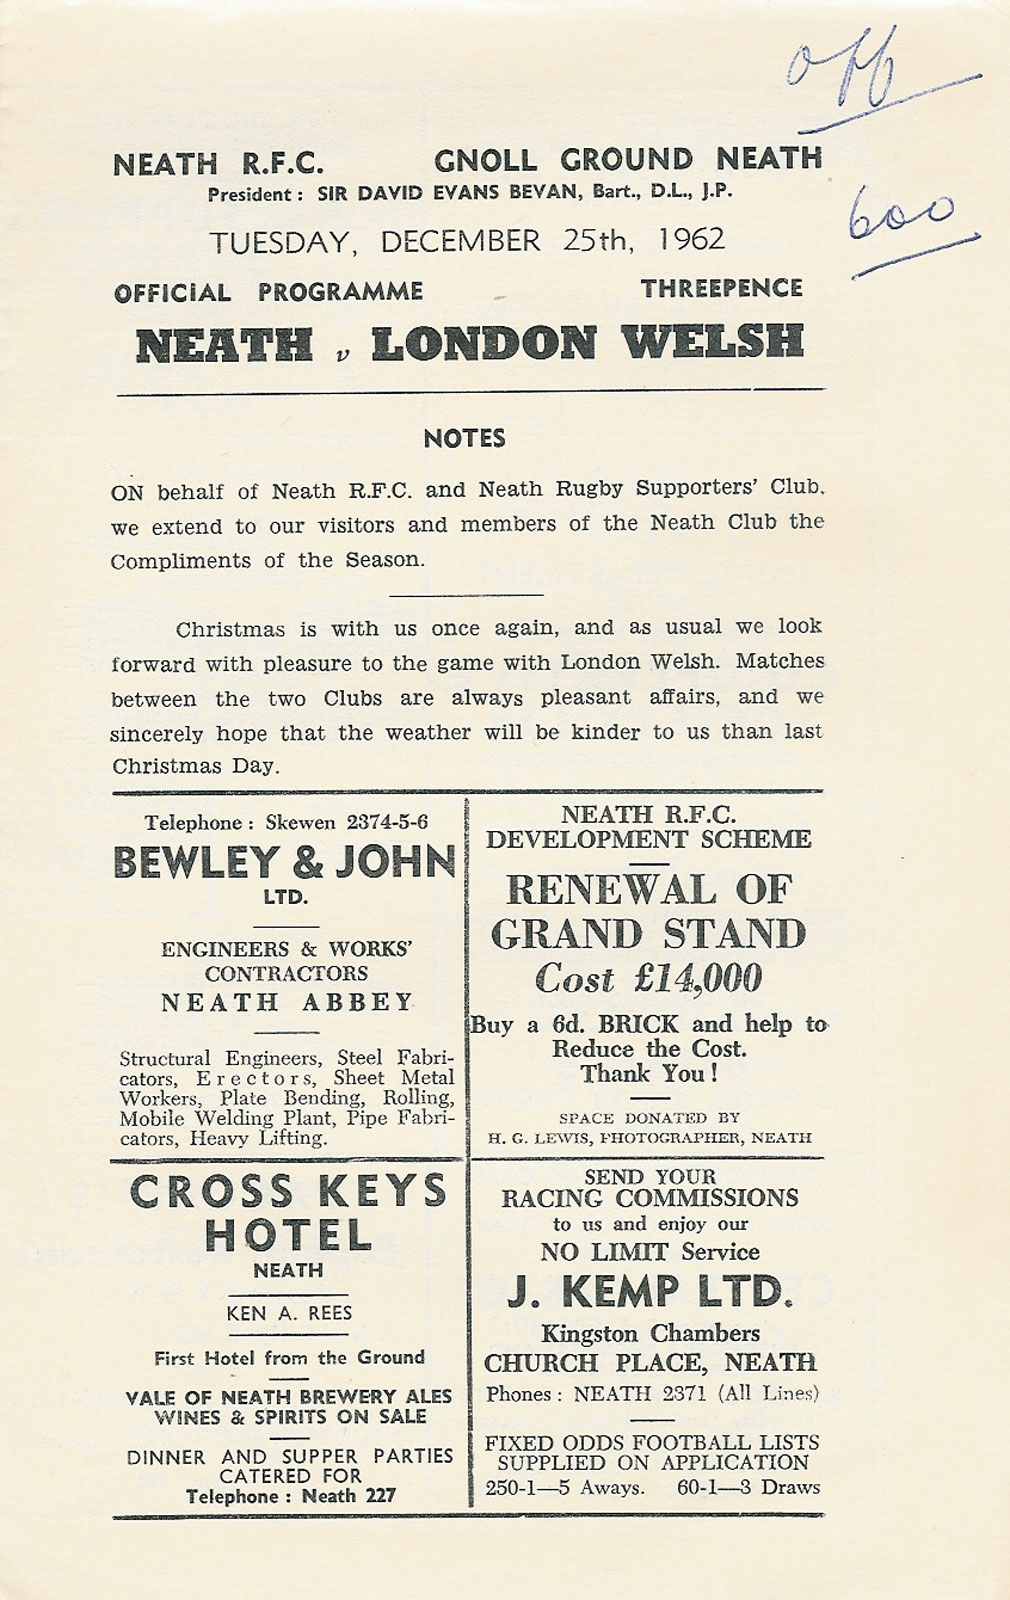 off
NEATH R.F.C. GNOLL GROUND NEATH
President : SIR DAVID EVANS BEVAN, Bart., D.L., J.P.
600
TUESDAY, DECEMBER 25th, 1962
OFFICIAL PROGRAMME THREEPENCE
NEATH v LONDON WELSH
NOTES
ON behalf of Neath R.F.C. and Neath Rugby Supporters' Club,
we extend to our visitors and members of the Neath Club the
Compliments of the Season.
Christmas is with us once again, and as usual we look
forward with pleasure to the game with London Welsh. Matches
between the two Clubs are always pleasant affairs, and we
sincerely hope that the weather will be kinder to us than last
Christmas Day.
Telephone : Skewen 2374-5-6
BEWLEY & JOHN
LTD.
ENGINEERS & WORKS'
CONTRACTORS
NEATH ABBEY
Structural Engineers, Steel Fabri-
cators, Erectors, Sheet Metal
Workers, Plate Bending, Rolling,
Mobile Welding Plant, Pipe Fabri-
cators, Heavy Lifting.
NEATH R.F.C.
DEVELOPMENT SCHEME
RENEWAL OF
GRAND STAND
Cost £14,000
Buy a 6d. BRICK and help to
Reduce the Cost.
Thank You !
SPACE DONATED BY
H. G. LEWIS, PHOTOGRAPHER, NEATH
CROSS KEYS
HOTEL
NEATH
KEN A. REES
First Hotel from the Ground
VALE OF NEATH BREWERY ALES
WINES & SPIRITS ON SALE
DINNER AND SUPPER PARTIES
CATERED FOR
Telephone : Neath 227
SEND YOUR
RACING COMMISSIONS
to us and enjoy our
NO LIMIT Service
J. KEMP LTD.
Kingston Chambers
CHURCH PLACE, NEATH
Phones : NEATH 2371 (All Lines)
FIXED ODDS FOOTBALL LISTS
SUPPLIED ON APPLICATION
250-1—5 Aways. 60-1—3 Draws